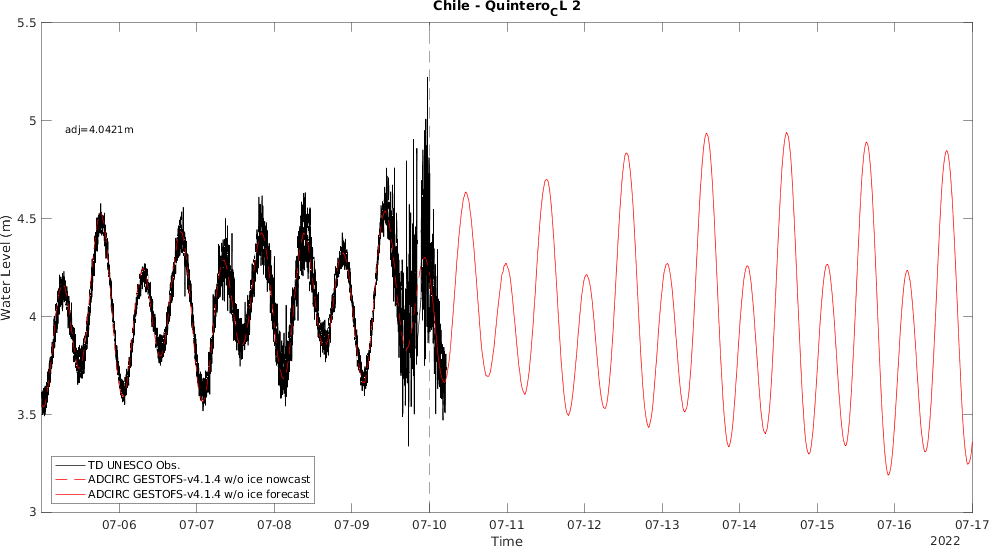 Chile - Quintero_CL 2
5.5
5
4.5
4
3.5
3
Water Level (m)
adj=4.0421m
TD UNESCO Obs.
ADCIRC GESTOFS-v4.1.4 w/o ice nowcast
ADCIRC GESTOFS-v4.1.4 w/o ice forecast
07-06 07-07 07-08 07-09 07-10 07-11 07-12 07-13 07-14 07-15 07-16 07-17
Time
2022